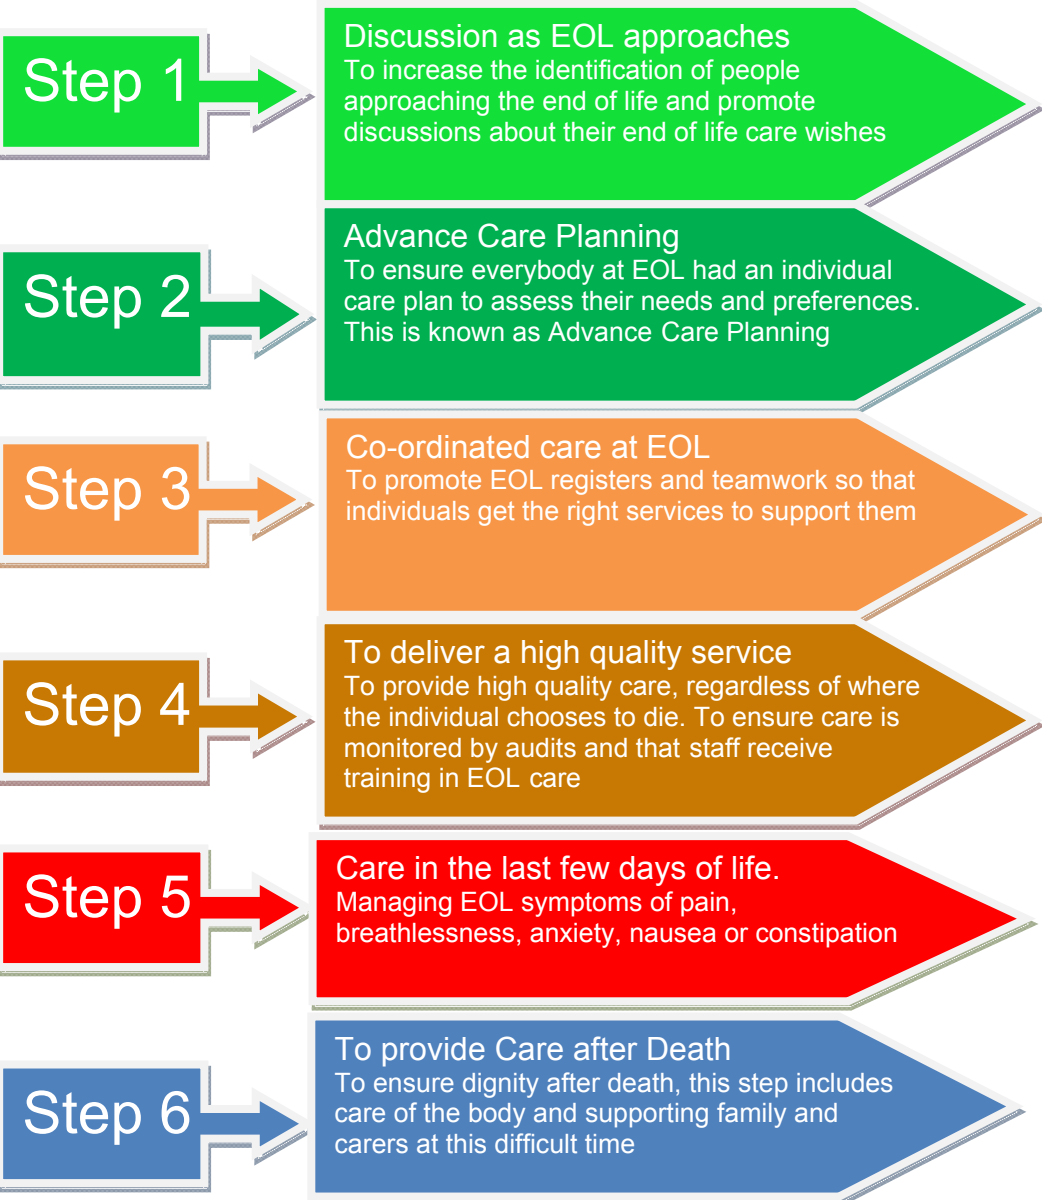 Step 1
Discussion as EOL approaches
To increase the identification of people
approaching the end of life and promote
discussions about their end of life care wishes
Step 2
Advance Care Planning
To ensure everybody at EOL had an individual
care plan to assess their needs and preferences.
This is known as Advance Care Planning
Step 3
Co-ordinated care at EOL
To promote EOL registers and teamwork so that
individuals get the right services to support them
Step 4
To deliver a high quality service
To provide high quality care, regardless of where
the individual chooses to die. To ensure care is
monitored by audits and that staff receive
training in EOL care
Step 5
Care in the last few days of life.
Managing EOL symptoms of pain,
breathlessness, anxiety, nausea or constipation
Step 6
To provide Care after Death
To ensure dignity after death, this step includes
care of the body and supporting family and
carers at this difficult time